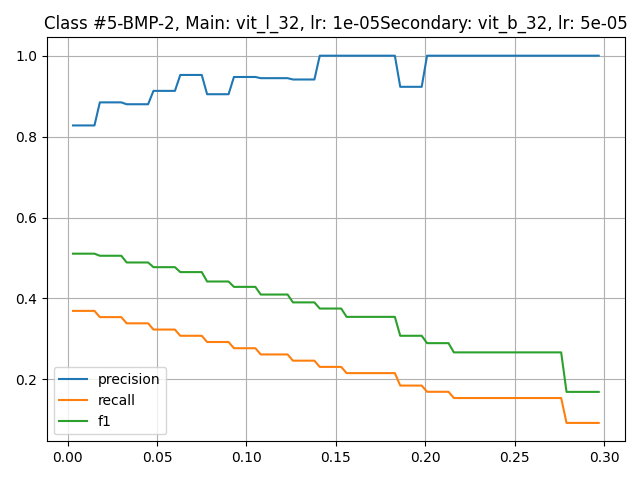 Class #5-BMP-2, Main: vit_l_32, lr: 1e-05Secondary: vit_b_32, lr: 5e-05
1.0
0.8
0.6
0.4
0.2
precision
recall
f1
0.00 0.05 0.10 0.15 0.20 0.25 0.30